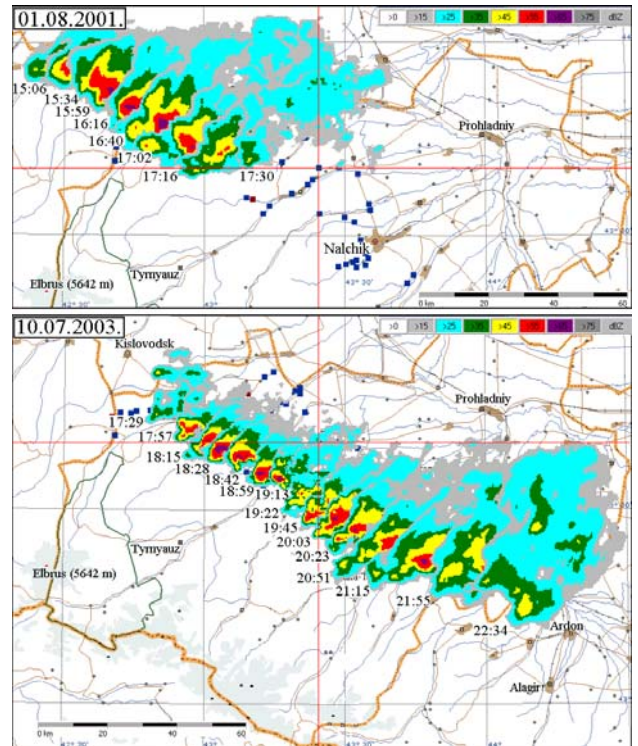 01.08.2001.
>0 >15 >25 >35 >45 >55 >65 >75 dBZ
15:06
15:34
15:59
16:16
16:40
17:02
17:16 17:30
Prohladniy
Nalchik
Tyrnyauz
Elbrus (5642 m)
42° 30' 43° 44°
0 km 20 40 60
10.07.2003.
>0 >15 >25 >35 >45 >75 dBZ
Kislovodsk
Prohladniy
17:29
17:57
18:15
18:28
18:42
18:59
19:13
19:22
19:45
20:03
20:23
20:51
21:15
21:55
22:34
Tyrnyauz
Elbrus (5642 m)
Ardon
Alagir
0 km 20 40 60